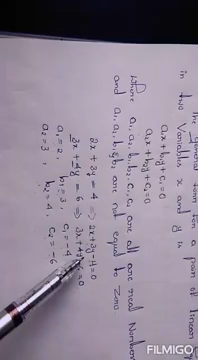 The general form for a pair of linear
in two variables x and y is
a₁x + b₁y + c₁ = 0
a₂x + b₂y + c₂ = 0
Where a₁, a₂, b₁, b₂, c₁, c₂ are all are real Number
and a₁, a₂, b₁, b₂ are not equal to zero
2x + 3y = 4 ⇒ 2x + 3y - 4 = 0
3x + 4y = 6 ⇒ 3x + 4y = 0
a₁ = 2, b₁ = 3, c₁ = -4
a₂ = 3, b₂ = 4, c₂ = -6
FILMIGO